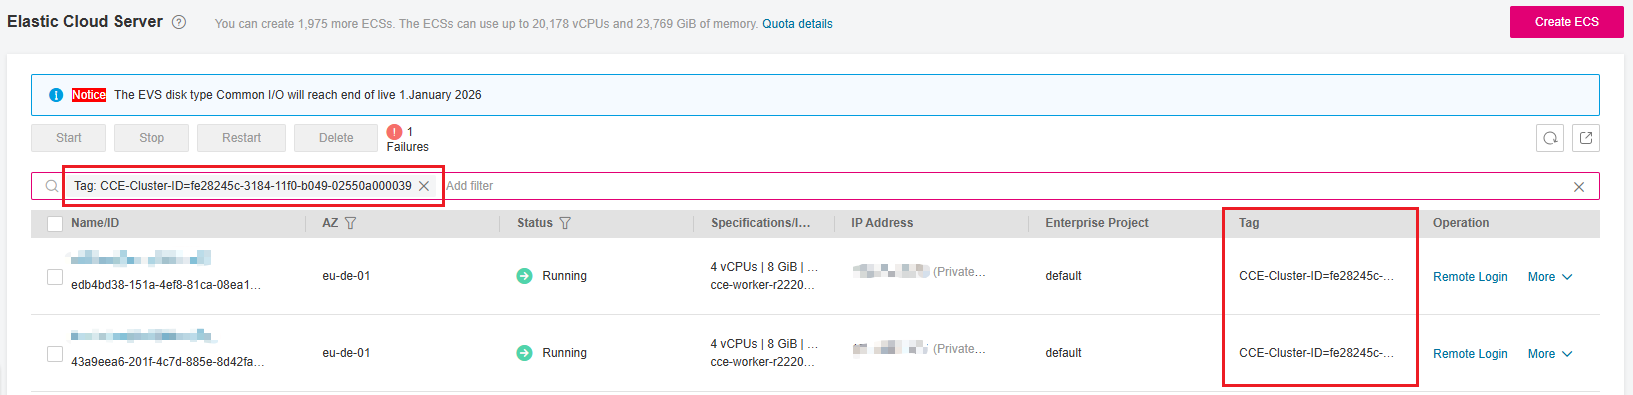 Elastic Cloud Server ? You can create 1,975 more ECSs. The ECSs can use up to 20,178 vCPUs and 23,769 GiB of memory. Quota details Create ECS
Notice The EVS disk type Common I/O will reach end of live 1.January 2026
Start Stop Restart Delete 1
Failures
Tag: CCE-Cluster-ID=fe28245c-3184-11f0-b049-02550a000039 Add filter
Name/ID AZ Status Specifications/I... IP Address Enterprise Project Tag Operation
edb4bd38-151a-4ef8-81ca-08ea1... eu-de-01 Running 4 vCPUs | 8 GiB | ... (Private... default CCE-Cluster-ID=fe28245c-... Remote Login More
cce-worker-r2220...
43a9eea6-201f-4c7d-885e-8d42fa... eu-de-01 Running 4 vCPUs | 8 GiB | ... (Private... default CCE-Cluster-ID=fe28245c-... Remote Login More
cce-worker-r2220...